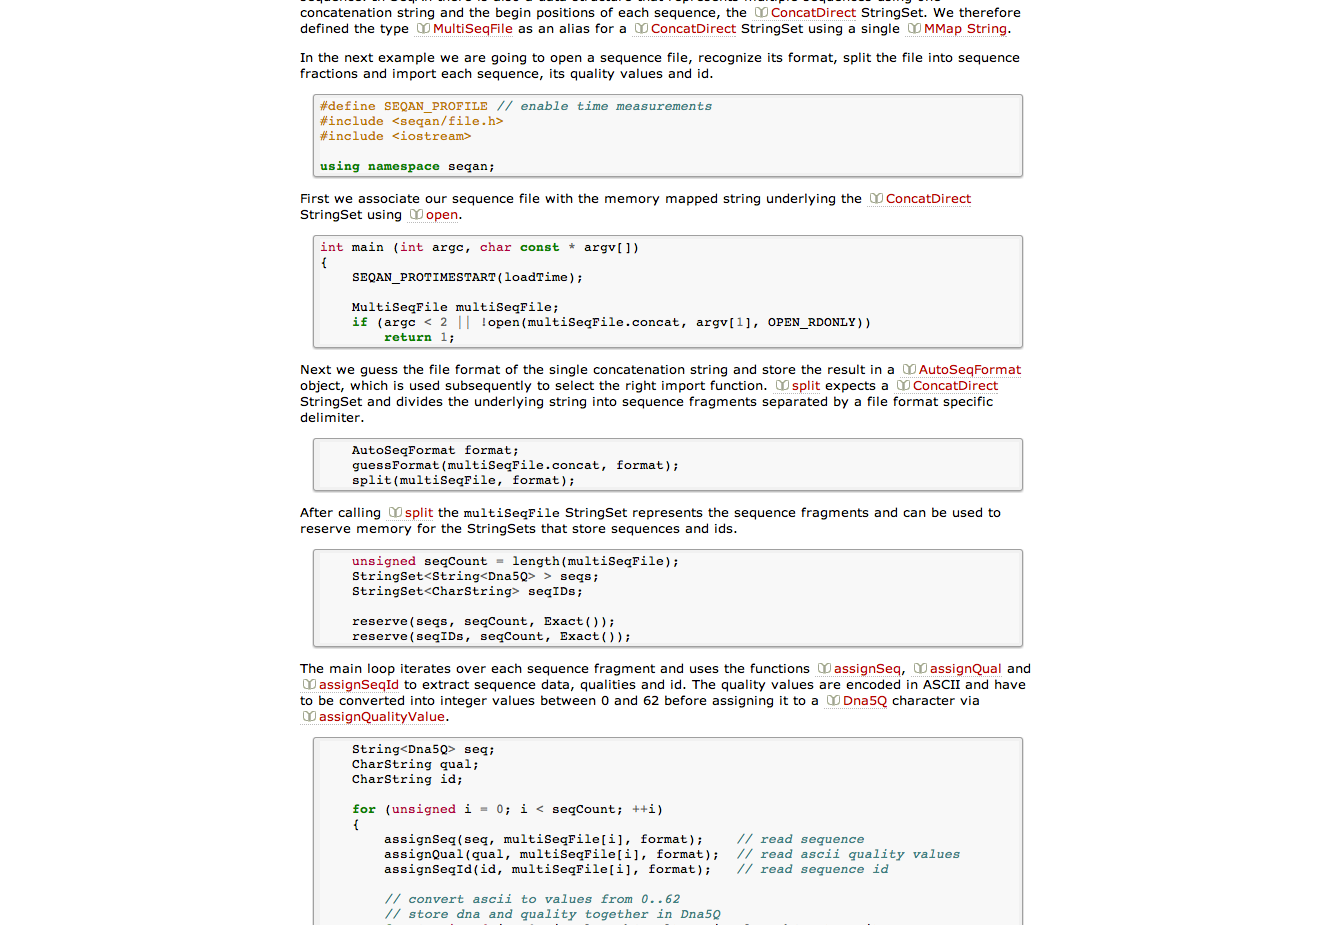 concatenation string and the begin positions of each sequence, the ConcatDirect StringSet. We therefore
defined the type MultiSeqFile as an alias for a ConcatDirect StringSet using a single MMap String.
In the next example we are going to open a sequence file, recognize its format, split the file into sequence
fractions and import each sequence, its quality values and id.
#define SEQAN_PROFILE // enable time measurements
#include <seqan/file.h>
#include <iostream>
using namespace seqan;
First we associate our sequence file with the memory mapped string underlying the ConcatDirect
StringSet using open.
int main (int argc, char const * argv[])
{
SEQAN_PROTIMESTART(loadTime);
MultiSeqFile multiSeqFile;
if (argc < 2 || !open(multiSeqFile.concat, argv[1], OPEN_RDONLY))
return 1;
Next we guess the file format of the single concatenation string and store the result in a AutoSeqFormat
object, which is used subsequently to select the right import function. split expects a ConcatDirect
StringSet and divides the underlying string into sequence fragments separated by a file format specific
delimiter.
AutoSeqFormat format;
guessFormat(multiSeqFile.concat, format);
split(multiSeqFile, format);
After calling split the multiSeqFile StringSet represents the sequence fragments and can be used to
reserve memory for the StringSets that store sequences and ids.
unsigned seqCount = length(multiSeqFile);
StringSet<String<Dna5Q> > seqs;
StringSet<CharString> seqIDs;
reserve(seqs, seqCount, Exact());
reserve(seqIDs, seqCount, Exact());
The main loop iterates over each sequence fragment and uses the functions assignSeq, assignQual and
assignSeqId to extract sequence data, qualities and id. The quality values are encoded in ASCII and have
to be converted into integer values between 0 and 62 before assigning it to a Dna5Q character via
assignQualityValue.
String<Dna5Q> seq;
CharString qual;
CharString id;
for (unsigned i = 0; i < seqCount; ++i)
{
assignSeq(seq, multiSeqFile[i], format); // read sequence
assignQual(qual, multiSeqFile[i], format); // read ascii quality values
assignSeqId(id, multiSeqFile[i], format); // read sequence id
// convert ascii to values from 0..62
// store dna and quality together in Dna5Q